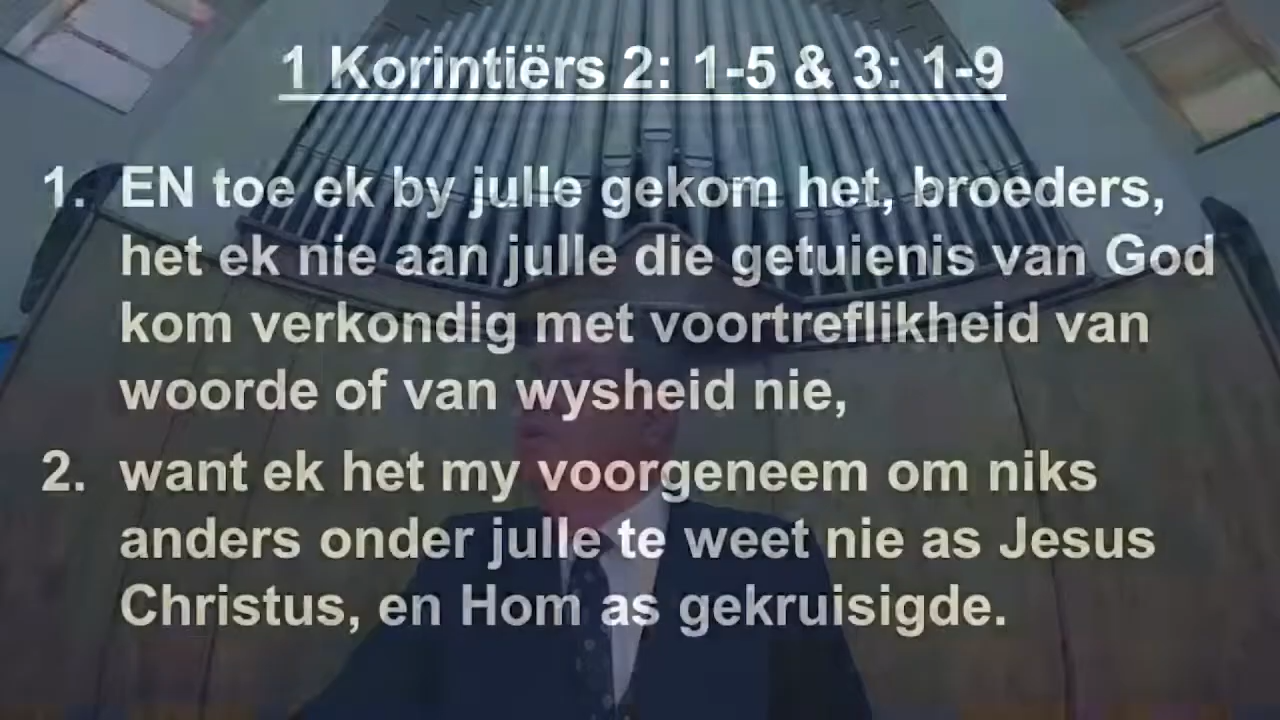 1 Korintiërs 2: 1-5 & 3: 1-9
1. EN toe ek by julle gekom het, broeders,
het ek nie aan julle die getuienis van God
kom verkondig met voortreflikheid van
woorde of van wysheid nie,
2. want ek het my voorgeneem om niks
anders onder julle te weet nie as Jesus
Christus, en Hom as gekruisigde.